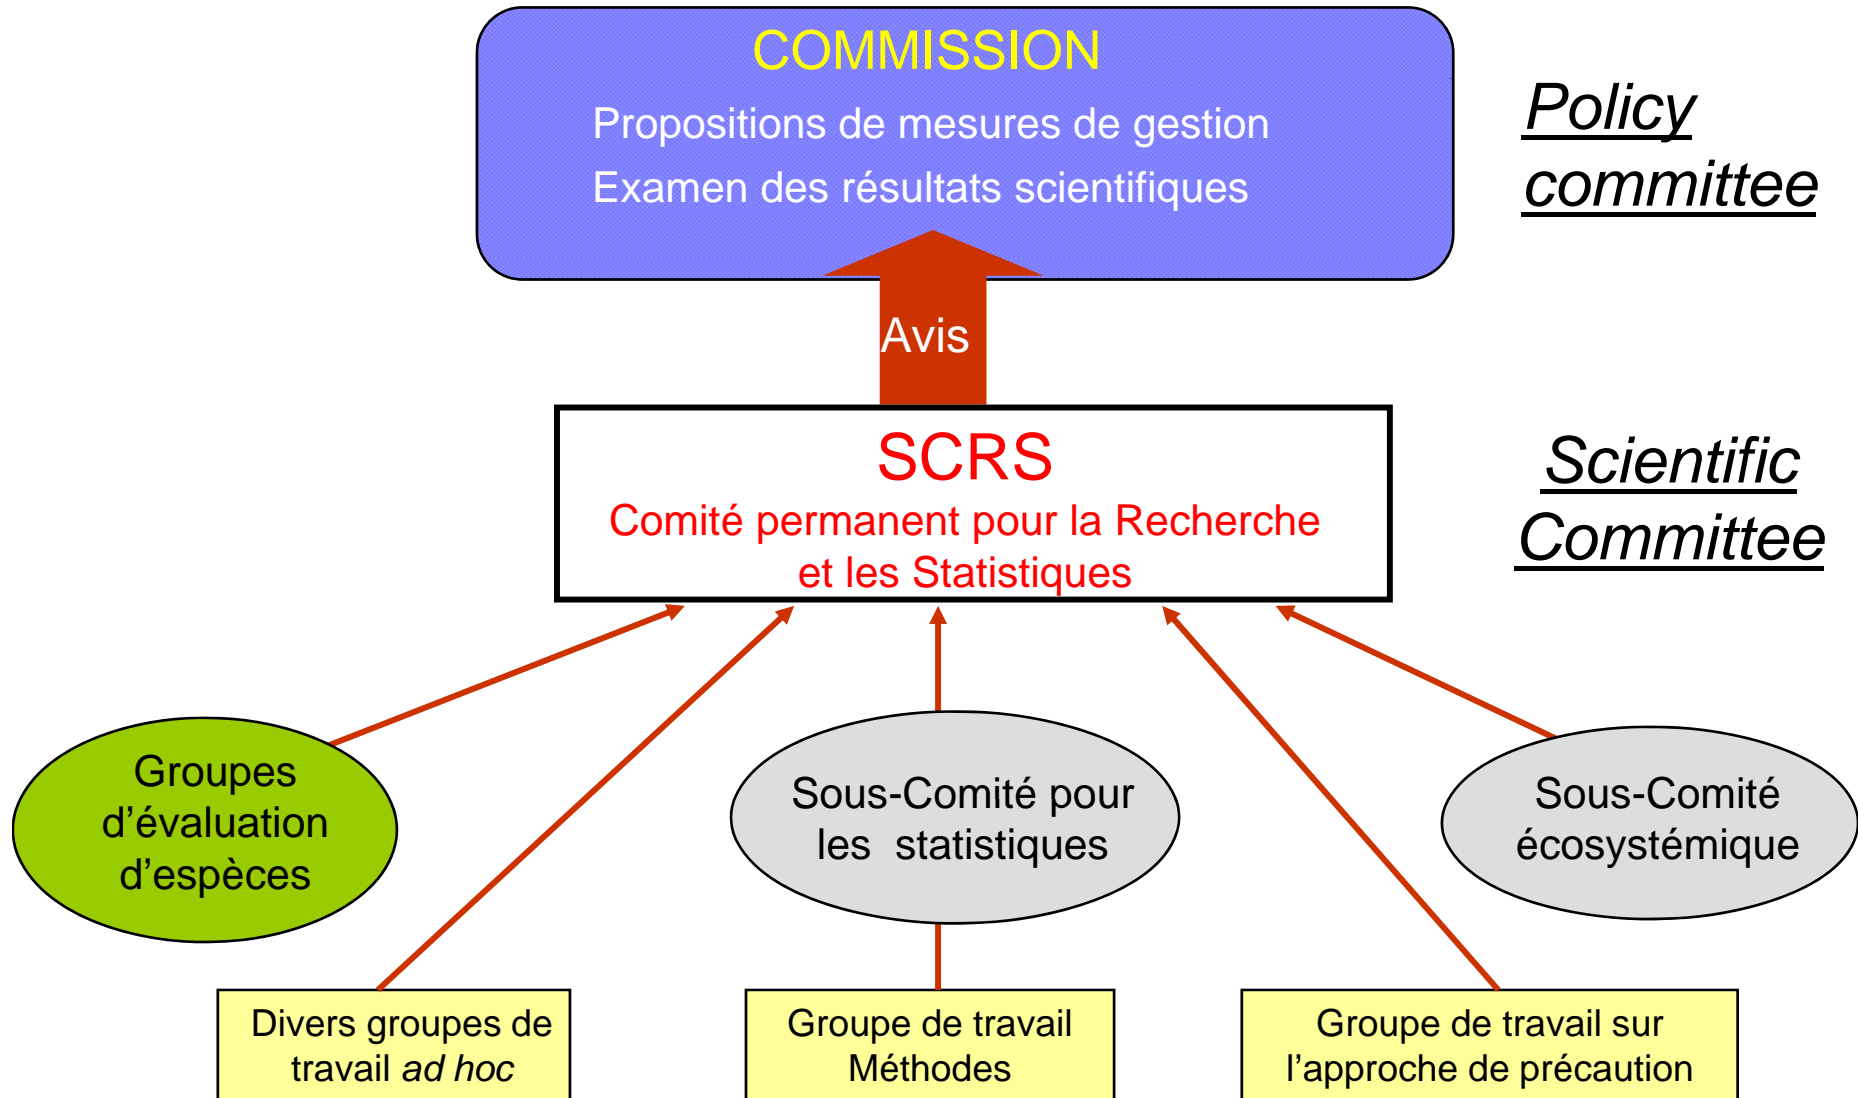 COMMISSION
Propositions de mesures de gestion
Examen des résultats scientifiques
Policy
committee
Avis
SCRS
Comité permanent pour la Recherche
et les Statistiques
Scientific
Committee
Groupes
d’évaluation
d’espèces
Sous-Comité pour
les statistiques
Sous-Comité
écosystémique
Divers groupes de
travail ad hoc
Groupe de travail
Méthodes
Groupe de travail sur
l’approche de précaution